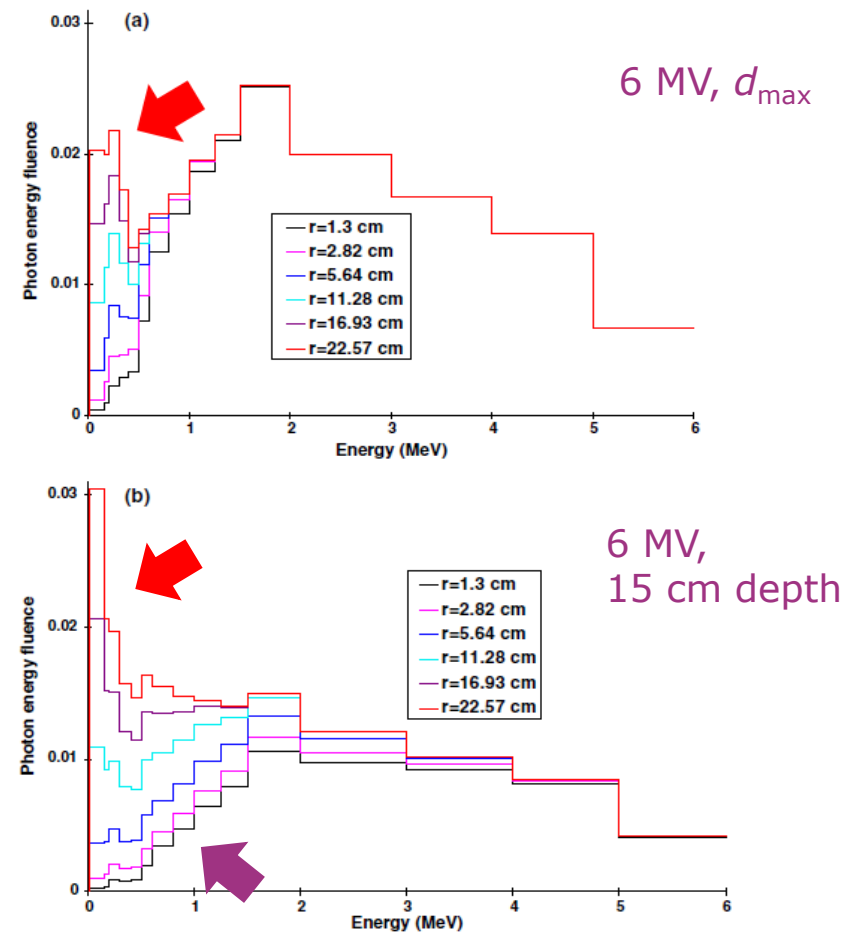 0.03
(a)
6 MV, dmax
0.02
Photon energy fluence
r=1.3 cm
r=2.82 cm
r=5.64 cm
r=11.28 cm
r=16.93 cm
r=22.57 cm
0.01
0
0 1 2 3 4 5 6
Energy (MeV)
0.03
(b)
6 MV,
15 cm depth
r=1.3 cm
r=2.82 cm
r=5.64 cm
r=11.28 cm
r=16.93 cm
r=22.57 cm
0.02
Photon energy fluence
0.01
0
0 1 2 3 4 5 6
Energy (MeV)